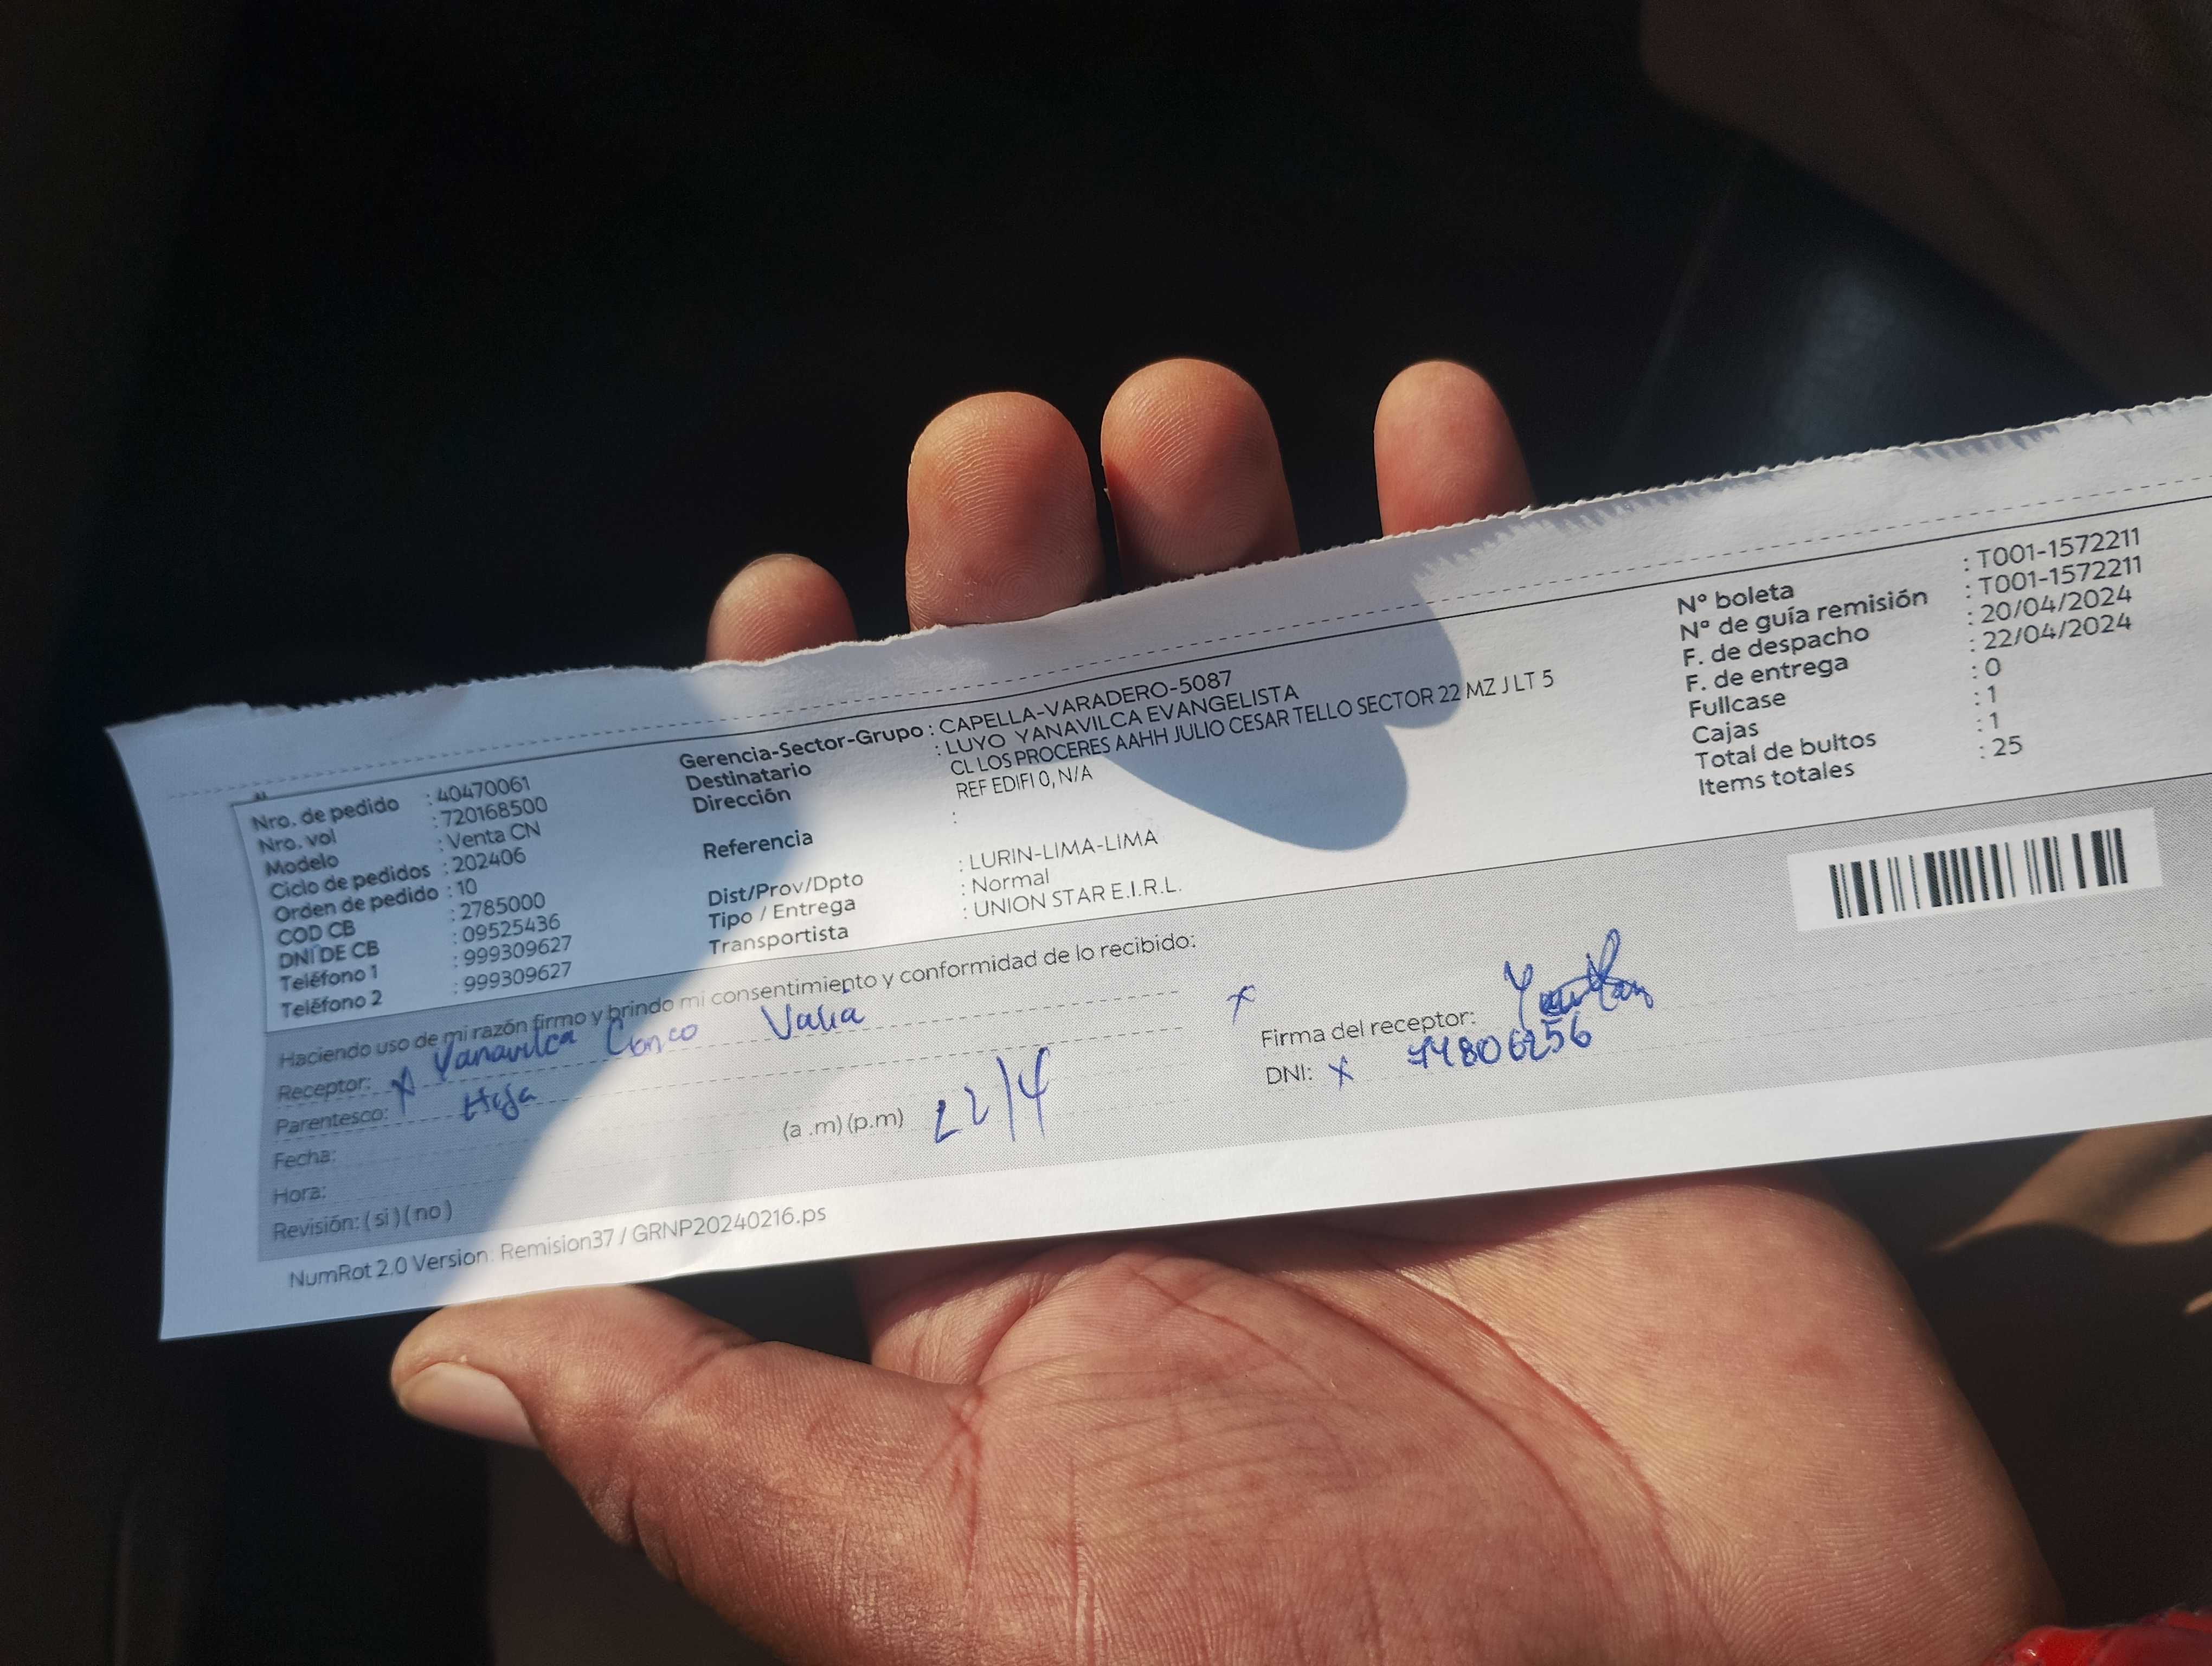 Nro. de pedido : 40470061
Nro. vol : 720168500
Modelo : Venta CN
Ciclo de pedidos : 202406
Orden de pedido : 10
COD CB : 2785000
DNI DE CB : 09525436
Teléfono 1 : 999309627
Teléfono 2 : 999309627
Gerencia-Sector-Grupo : CAPELLA-VARADERO-5087
Destinatario : LUYO YANAVILCA EVANGELISTA
Dirección CL LOS PROCERES AAHH JULIO CESAR TELLO SECTOR 22 MZ J LT 5
REF EDIFI 0, N/A
Referencia :
Dist/Prov/Dpto : LURIN-LIMA-LIMA
Tipo / Entrega : Normal
Transportista : UNION STAR E.I.R.L.
Nº boleta : T001-1572211
Nº de guía remisión : T001-1572211
F. de despacho : 20/04/2024
F. de entrega : 22/04/2024
Fullcase : 0
Cajas : 1
Total de bultos : 1
Items totales : 25
Haciendo uso de mi razón firmo y brindo mi consentimiento y conformidad de lo recibido:
Receptor: x Yanavilca
Parentesco: Hija
Fecha:
Hora: (a .m) (p.m) 22/4
Revisión: ( si ) ( no )
x Firma del receptor:
DNI: x 74806256
NumRot 2.0 Version: Remision37 / GRNP20240216.ps